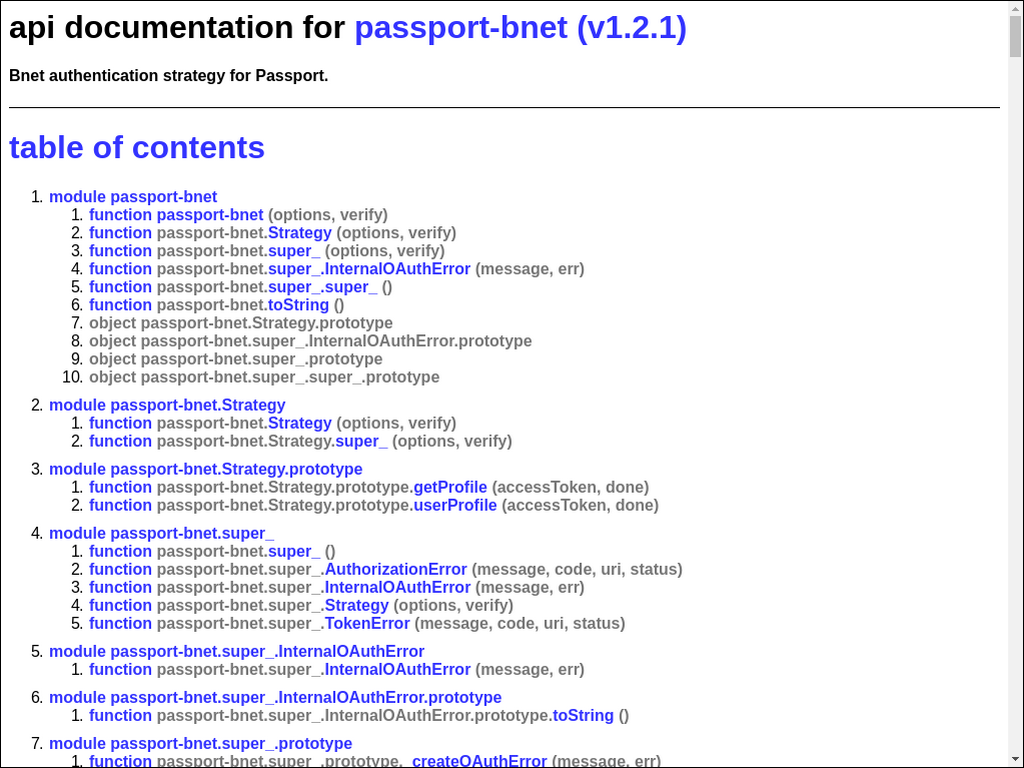 api documentation for passport-bnet (v1.2.1)
Bnet authentication strategy for Passport.
table of contents
1. module passport-bnet
1. function passport-bnet (options, verify)
2. function passport-bnet.Strategy (options, verify)
3. function passport-bnet.super_ (options, verify)
4. function passport-bnet.super_.InternalOAuthError (message, err)
5. function passport-bnet.super_.super_ ()
6. function passport-bnet.toString ()
7. object passport-bnet.Strategy.prototype
8. object passport-bnet.super_.InternalOAuthError.prototype
9. object passport-bnet.super_.prototype
10. object passport-bnet.super_.super_.prototype
2. module passport-bnet.Strategy
1. function passport-bnet.Strategy (options, verify)
2. function passport-bnet.Strategy.super_ (options, verify)
3. module passport-bnet.Strategy.prototype
1. function passport-bnet.Strategy.prototype.getProfile (accessToken, done)
2. function passport-bnet.Strategy.prototype.userProfile (accessToken, done)
4. module passport-bnet.super_
1. function passport-bnet.super_ ()
2. function passport-bnet.super_.AuthorizationError (message, code, uri, status)
3. function passport-bnet.super_.InternalOAuthError (message, err)
4. function passport-bnet.super_.Strategy (options, verify)
5. function passport-bnet.super_.TokenError (message, code, uri, status)
5. module passport-bnet.super_.InternalOAuthError
1. function passport-bnet.super_.InternalOAuthError (message, err)
6. module passport-bnet.super_.InternalOAuthError.prototype
1. function passport-bnet.super_.InternalOAuthError.prototype.toString ()
7. module passport-bnet.super_.prototype
1. function passport-bnet.super_.prototype._createOAuthError (message, err)